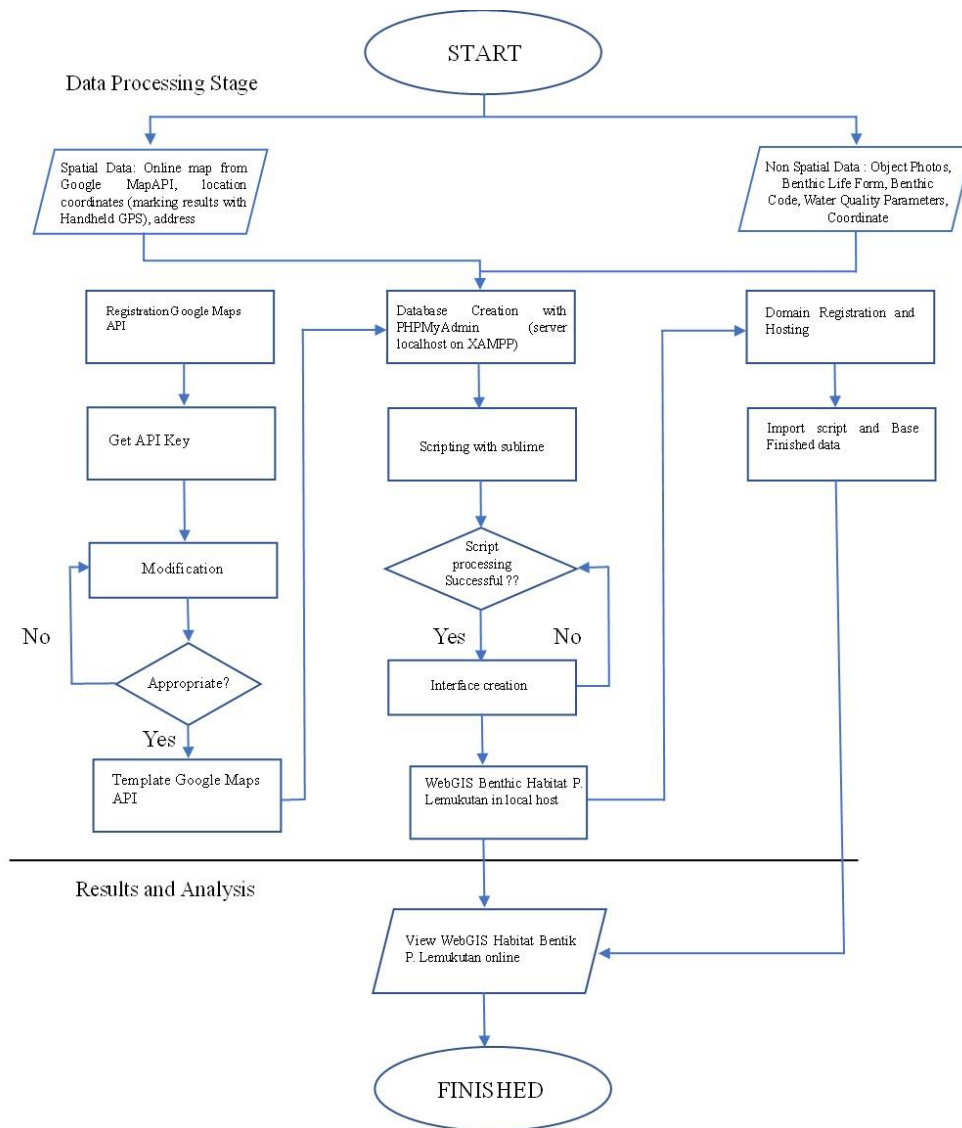 START
Data Processing Stage
Spatial Data: Online map from
Google MapAPI, location
coordinates (marking results with
Handheld GPS), address
Non Spatial Data : Object Photos,
Benthic Life Form, Benthic
Code, Water Quality Parameters,
Coordinate
Registration Google Maps
API
Database Creation with
PHPMyAdmin (server
localhost on XAMPP)
Domain Registration and
Hosting
Get API Key
Scripting with sublime
Import script and Base
Finished data
Modification
Script
processing
Successful ??
No
Yes
No
Appropriate?
Interface creation
Yes
Template Google Maps
API
WebGIS Benthic Habitat P.
Lemukutan in local host
Results and Analysis
View WebGIS Habitat Bentik
P. Lemukutan online
FINISHED